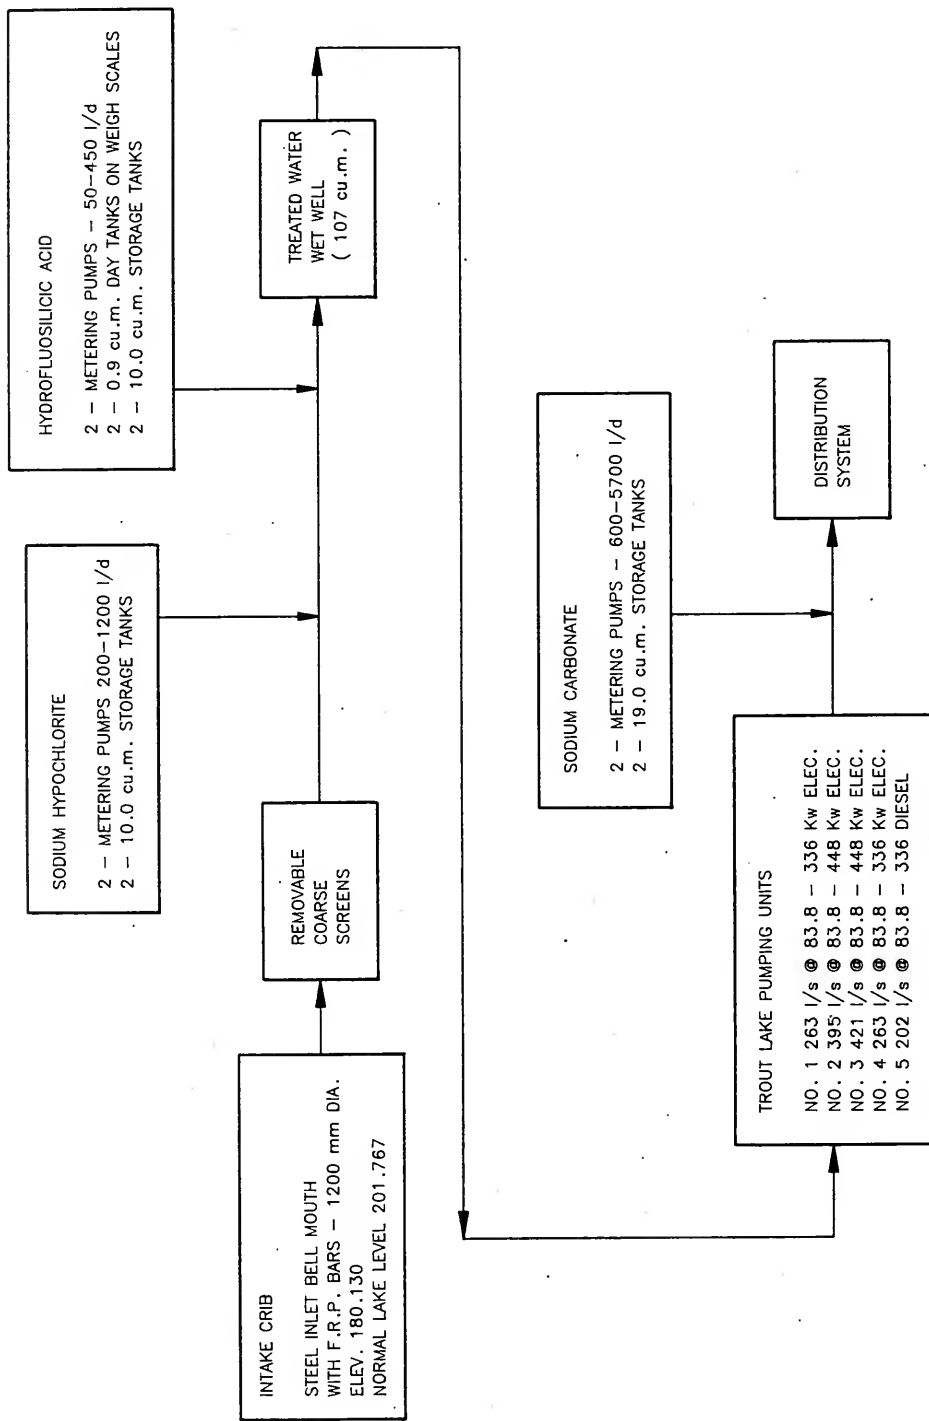 INTAKE CRIB
STEEL INLET BELL MOUTH
WITH F.R.P. BARS – 1200 mm DIA.
ELEV. 180.130
NORMAL LAKE LEVEL 201.767
REMOVABLE
COARSE
SCREENS
SODIUM HYPOCHLORITE
2 – METERING PUMPS 200–1200 l/d
2 – 10.0 cu.m. STORAGE TANKS
HYDROFLUOSILICIC ACID
2 – METERING PUMPS – 50–450 l/d
2 – 0.9 cu.m. DAY TANKS ON WEIGH SCALES
2 – 10.0 cu.m. STORAGE TANKS
TREATED WATER
WET WELL
( 107 cu.m. )
TROUT LAKE PUMPING UNITS
NO. 1 263 l/s @ 83.8 – 336 Kw ELEC.
NO. 2 395 l/s @ 83.8 – 448 Kw ELEC.
NO. 3 421 l/s @ 83.8 – 448 Kw ELEC.
NO. 4 263 l/s @ 83.8 – 336 Kw ELEC.
NO. 5 202 l/s @ 83.8 – 336 DIESEL
SODIUM CARBONATE
2 – METERING PUMPS – 600–5700 l/d
2 – 19.0 cu.m. STORAGE TANKS
DISTRIBUTION
SYSTEM